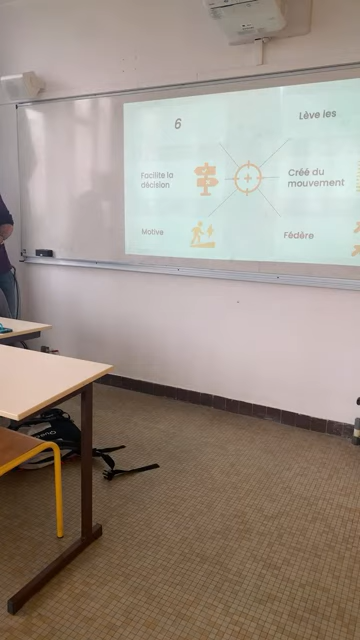 6
Lève les
Facilite la
décision
Créé du
mouvement
Motive
Fédère